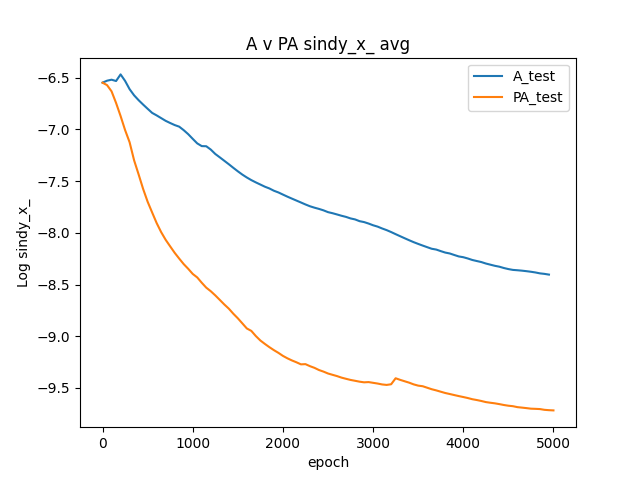 A v PA sindy_x_ avg
A_test
PA_test
Log sindy_x_
−6.5
−7.0
−7.5
−8.0
−8.5
−9.0
−9.5
0 1000 2000 3000 4000 5000
epoch